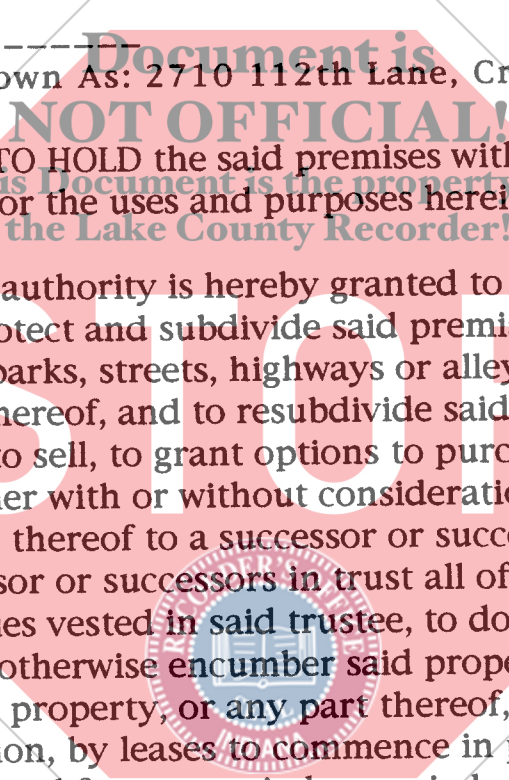 Document is
own As: 2710 112th Lane, Cr
NOT OFFICIAL!
TO HOLD the said premises with
is Document is the property
or the uses and purposes herei
the Lake County Recorder!
authority is hereby granted to
otect and subdivide said premi
parks, streets, highways or alley
hereof, and to resubdivide said
to sell, to grant options to purc
er with or without consideratio
thereof to a successor or succ
sor or successors in trust all of
ies vested in said trustee, to do
otherwise encumber said prope
property, or any part thereof,
on, by leases to commence in
STOP
RECORDER'S OFFICE
INDIANA